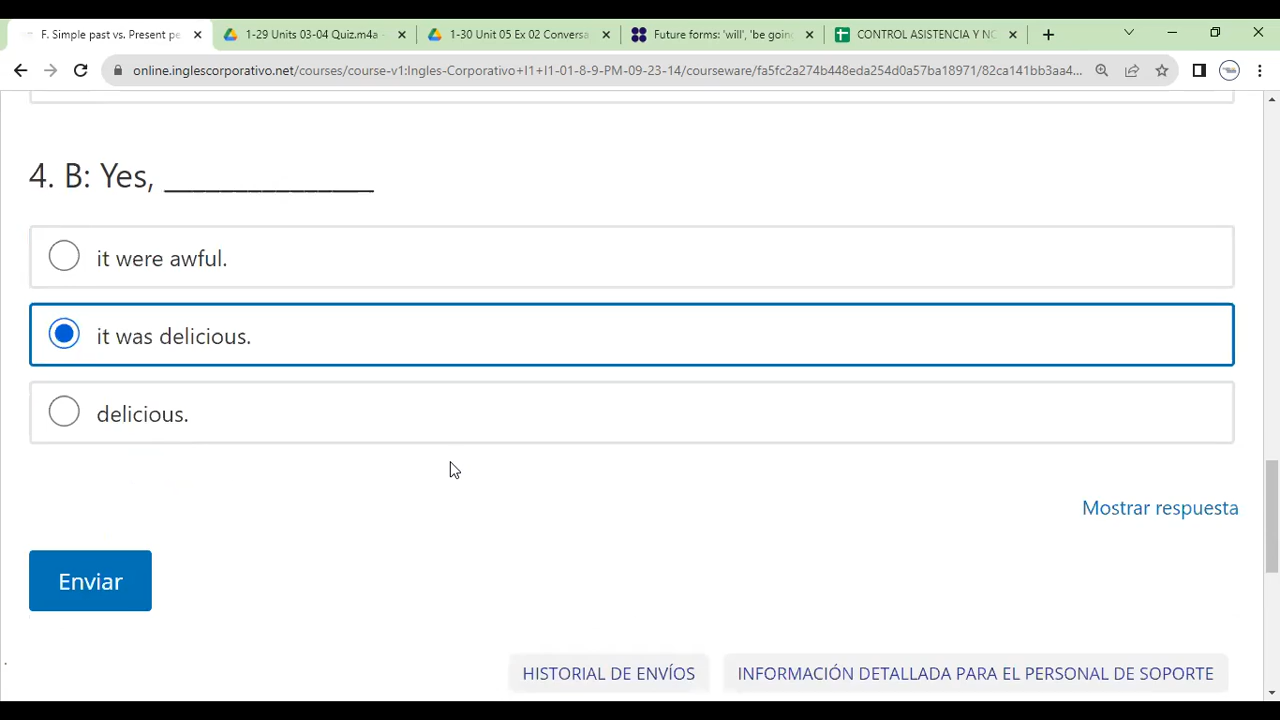 F. Simple past vs. Present pe
1-29 Units 03-04 Quiz.m4a -
1-30 Unit 05 Ex 02 Conversa
Future forms: 'will', 'be goin
CONTROL ASISTENCIA Y NO
online.inglescorporativo.net/courses/course-v1:Ingles-Corporativo+I1+I1-01-8-9-PM-09-23-14/courseware/fa5fc2a274b448eda254d0a57ba18971/82ca141bb3aa4...
4. B: Yes, _______________
it were awful.
it was delicious.
delicious.
Mostrar respuesta
Enviar
HISTORIAL DE ENVÍOS
INFORMACIÓN DETALLADA PARA EL PERSONAL DE SOPORTE